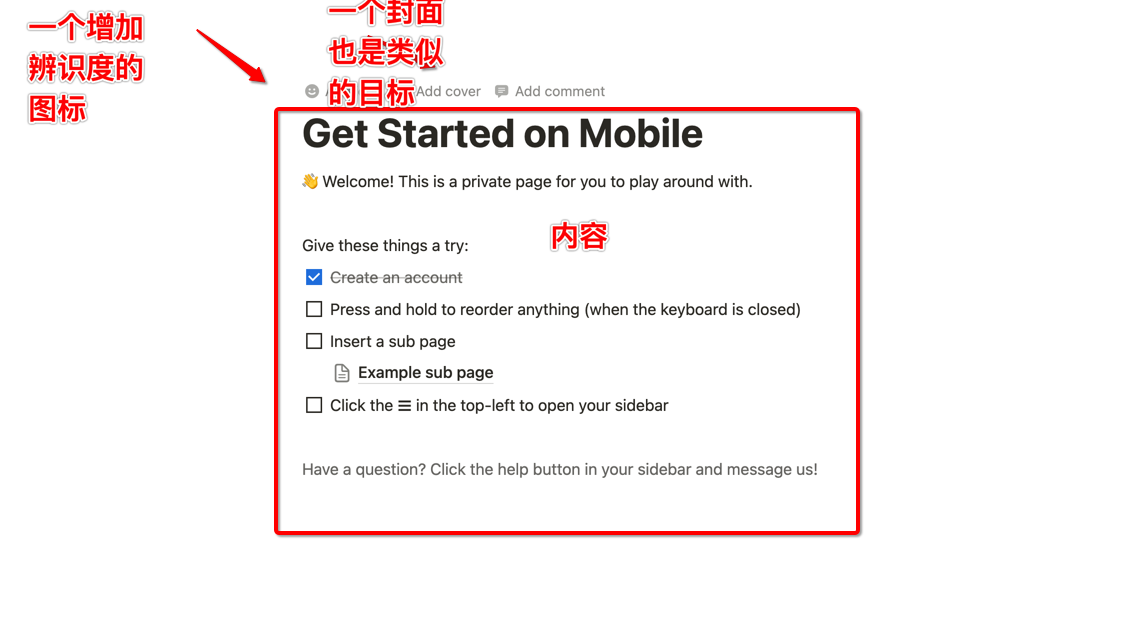 一个增加
辨识度的
图标
一个封面
也是类似
的目标
Add cover
Add comment
Get Started on Mobile
👋 Welcome! This is a private page for you to play around with.
内容
Give these things a try:
Create an account
Press and hold to reorder anything (when the keyboard is closed)
Insert a sub page
Example sub page
Click the ☰ in the top-left to open your sidebar
Have a question? Click the help button in your sidebar and message us!